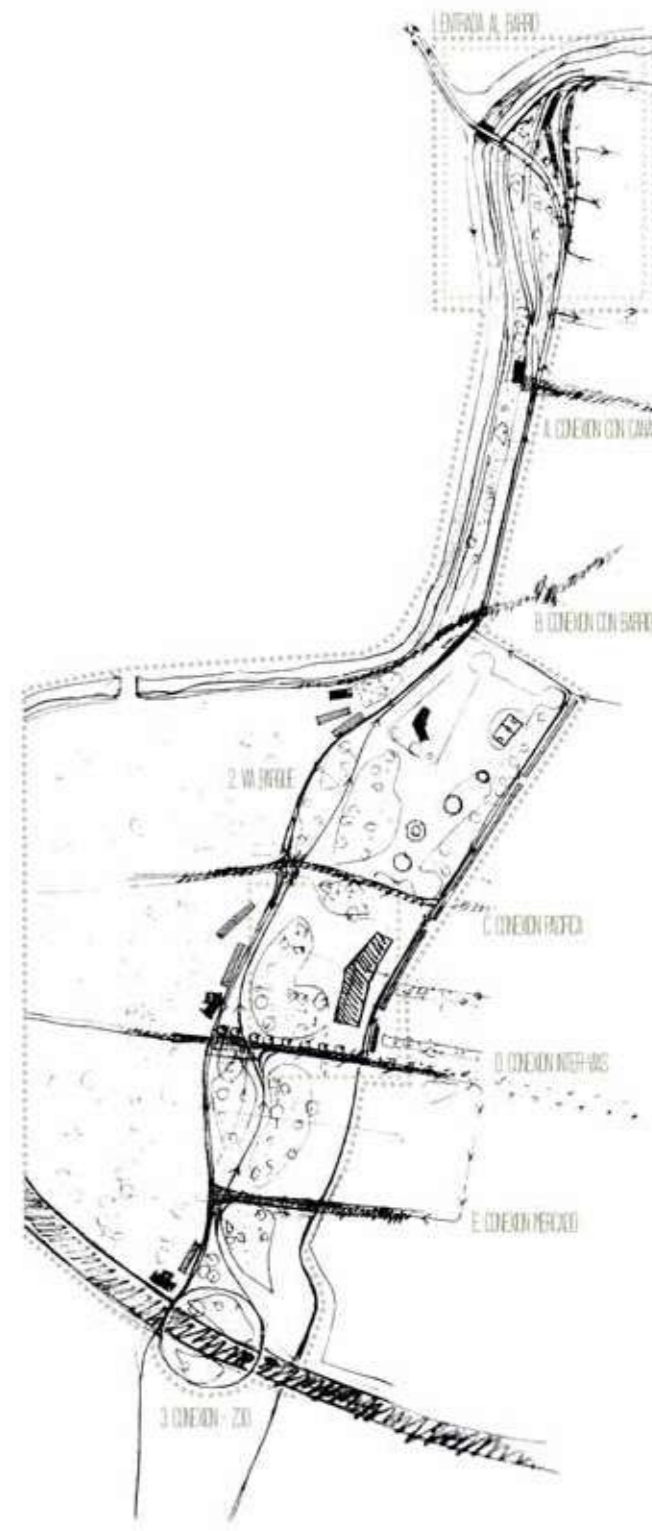 1. ENTRADA AL BARRIO
A. CONEXION CON CANA
B. CONEXION CON BARRIO
2. VIA PARQUE
C. CONEXION PACIFICA
D. CONEXION INTER-VIAS
E. CONEXION MERCADO
3. CONEXION - ZOO